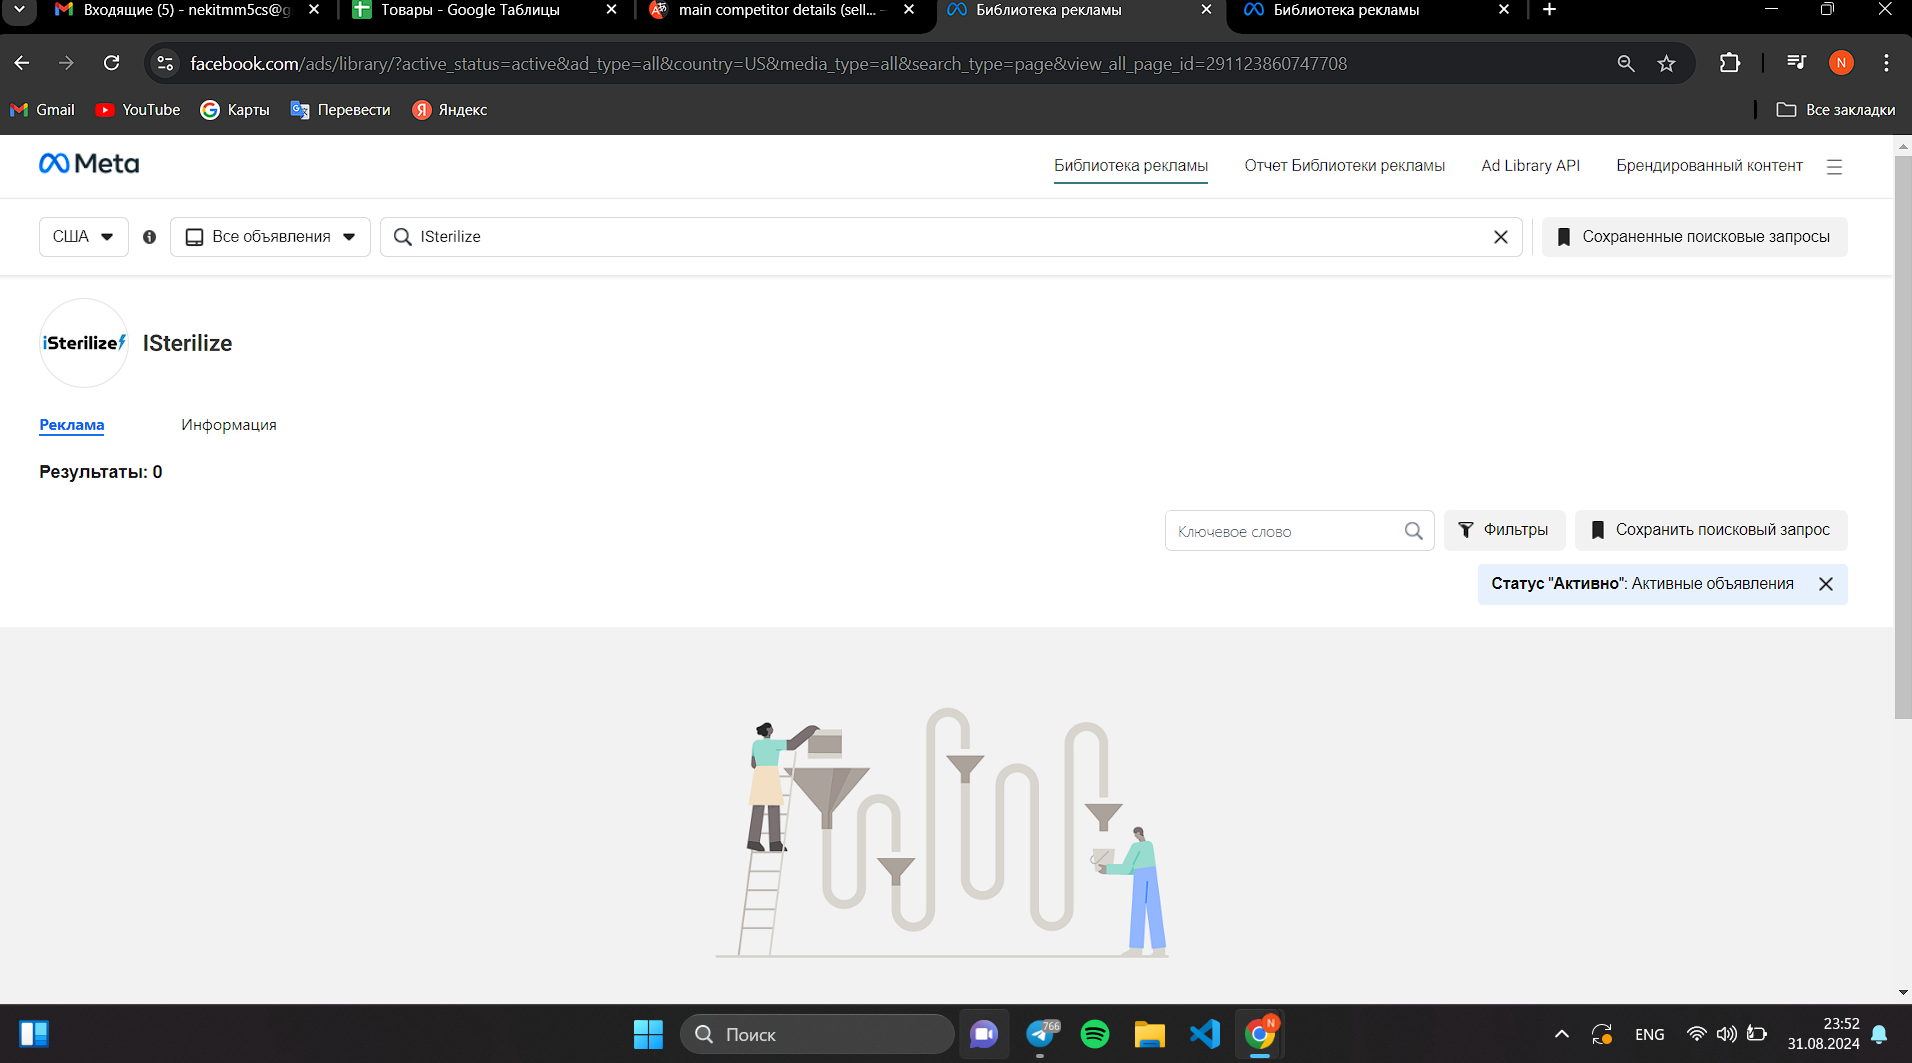 Входящие (5) - nekitmm5cs@g
Товары - Google Таблицы
main competitor details (sell... -
Библиотека рекламы
Библиотека рекламы
facebook.com/ads/library/?active_status=active&ad_type=all&country=US&media_type=all&search_type=page&view_all_page_id=291123860747708
N
Gmail
YouTube
Карты
Перевести
Яндекс
Все закладки
Meta
Библиотека рекламы
Отчет Библиотеки рекламы
Ad Library API
Брендированный контент
США
Все объявления
ISterilize
Сохраненные поисковые запросы
iSterilize
ISterilize
Реклама
Информация
Результаты: 0
Ключевое слово
Фильтры
Сохранить поисковый запрос
Статус "Активно": Активные объявления
Поиск
766
N
ENG
23:52
31.08.2024